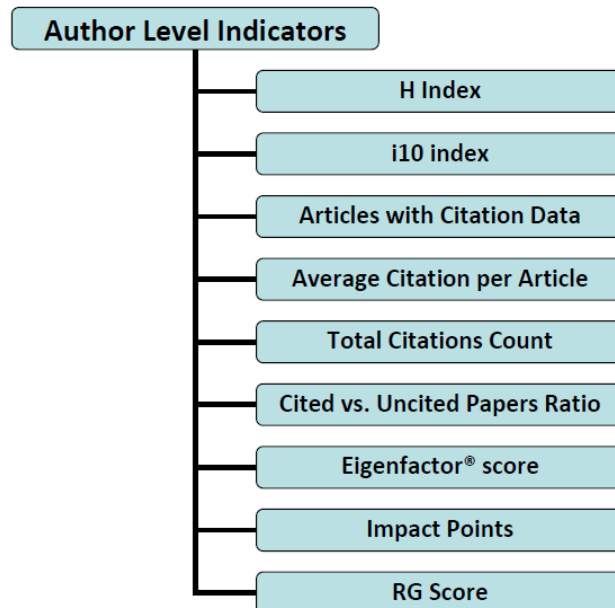 Author Level Indicators
H Index
i10 index
Articles with Citation Data
Average Citation per Article
Total Citations Count
Cited vs. Uncited Papers Ratio
Eigenfactor® score
Impact Points
RG Score